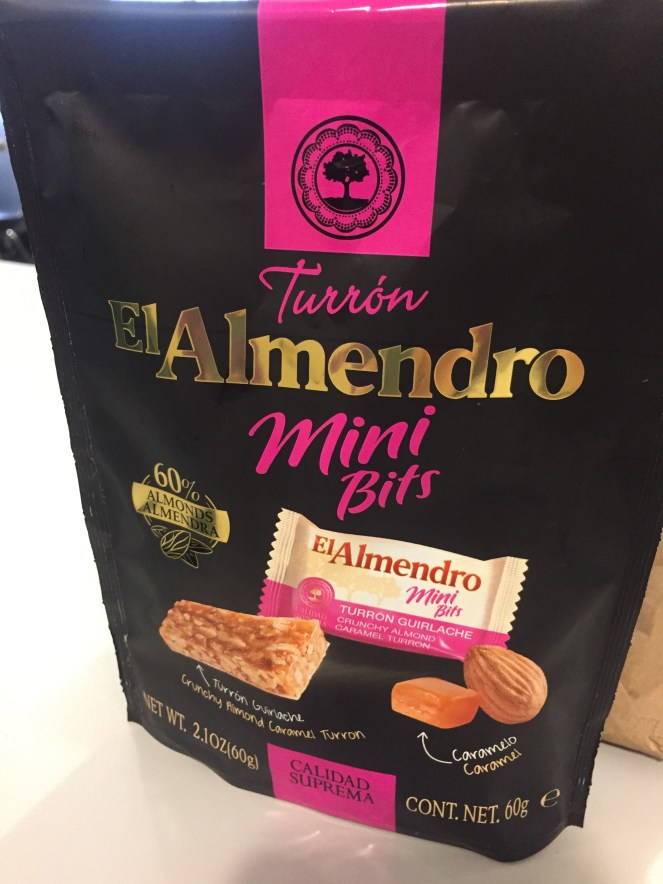 Turrón
El Almendro
Mini
Bits
60%
ALMONDS
ALMENDRA
El Almendro
Mini
Bits
TURRÓN GUIRLACHE
CRUNCHY ALMOND
CARAMEL TURRON
Turrón Guirlache
Crunchy Almond Caramel Turron
Caramelo
Caramel
NET WT. 2.1OZ(60g)
CALIDAD
SUPREMA
CONT. NET. 60g e